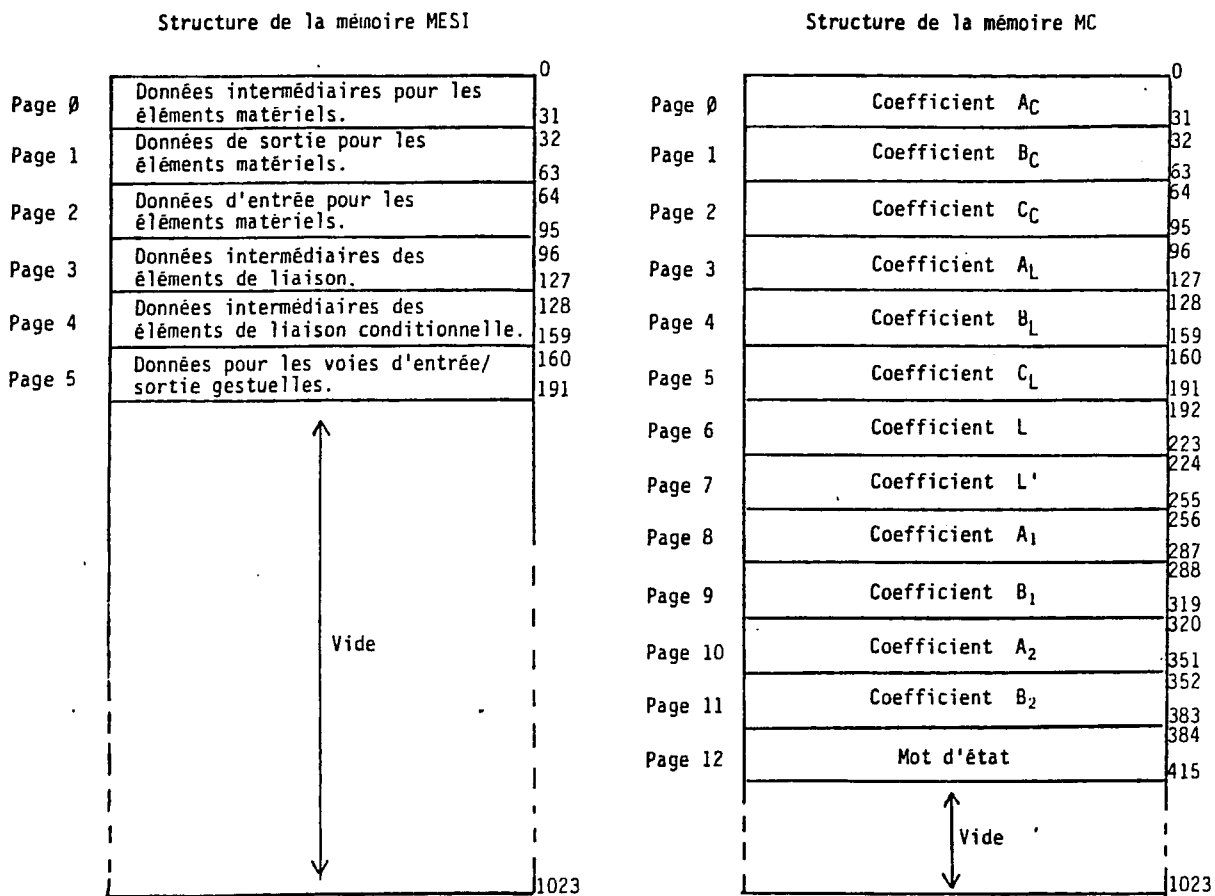 Structure de la mémoire MESI
0
Page Ø
Données intermédiaires pour les
éléments matériels.
31
Page 1
32
Données de sortie pour les
éléments matériels.
63
Page 2
64
Données d'entrée pour les
éléments matériels.
95
Page 3
96
Données intermédiaires des
éléments de liaison.
127
Page 4
128
Données intermédiaires des
éléments de liaison conditionnelle.
159
Page 5
160
Données pour les voies d'entrée/
sortie gestuelles.
191
Vide
1023
Structure de la mémoire MC
0
Page Ø
Coefficient AC
31
32
Page 1
Coefficient BC
63
64
Page 2
Coefficient CC
95
96
Page 3
Coefficient AL
127
128
Page 4
Coefficient BL
159
160
Page 5
Coefficient CL
191
192
Page 6
Coefficient L
223
224
Page 7
Coefficient L'
255
256
Page 8
Coefficient A1
287
288
Page 9
Coefficient B1
319
320
Page 10
Coefficient A2
351
352
Page 11
Coefficient B2
383
384
Page 12
Mot d'état
415
Vide
1023